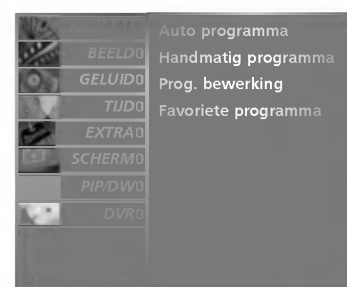 BEELD
GELUID
TIJD
EXTRA
SCHERM
PIP/DW
DVR
Auto programma
Handmatig programma
Prog. bewerking
Favoriete programma